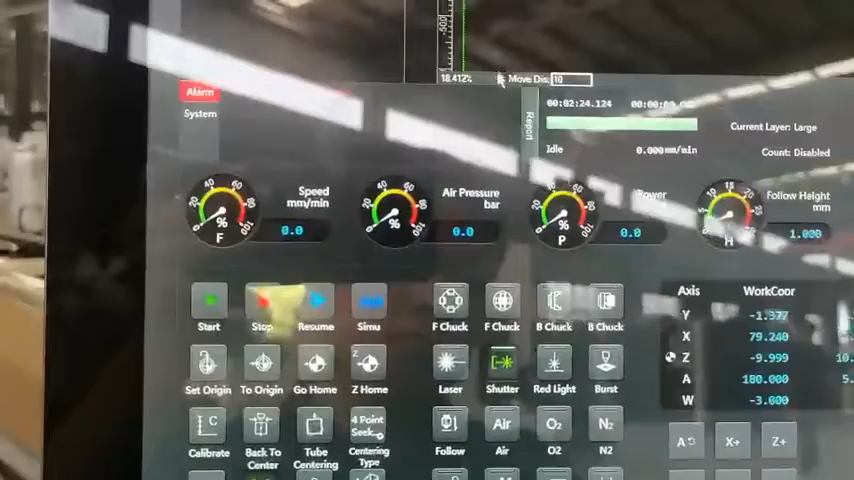 -500
18.412% Move Dis: 10
Alarm
System
Report
00:02:24.124
Idle
0.000mm/min
Current Layer: Large
Count: Disabled
Speed
mm/min
0.0
% F
Air Pressure
bar
0.0
%
Power
0.0
% P
Follow Height
mm
1.000
H
Start Stop Resume Simu
F Chuck F Chuck B Chuck B Chuck
Set Origin To Origin Go Home Z Home
Laser Shutter Red Light Burst
Calibrate Back To Center Tube Centering 4 Point Seek Centering Type
Follow Air O2 N2
Axis WorkCoor
Y -1.377
X 79.240
Z -9.999
A 180.000
W -3.000
A X+ Z+
Calibrate